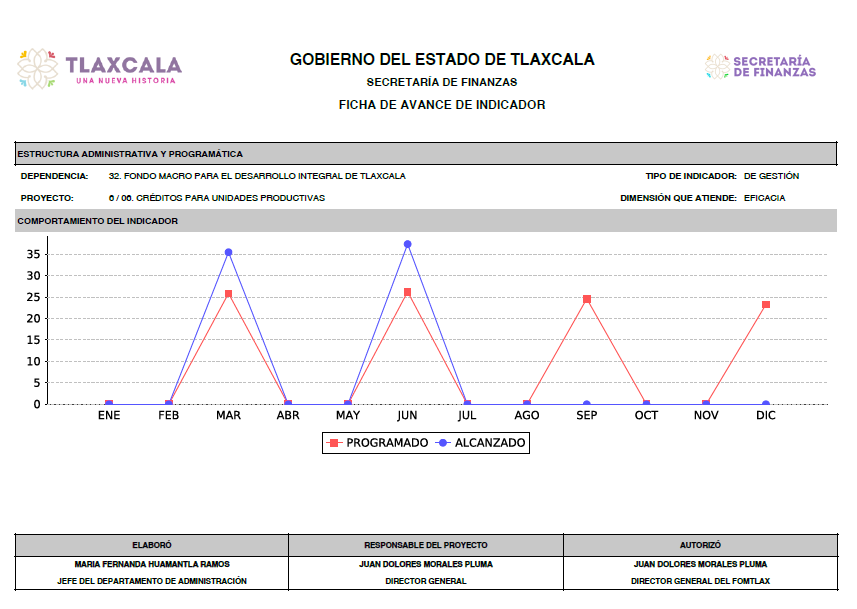 TLAXCALA
UNA NUEVA HISTORIA
GOBIERNO DEL ESTADO DE TLAXCALA
SECRETARÍA DE FINANZAS
FICHA DE AVANCE DE INDICADOR
SECRETARÍA
DE FINANZAS
ESTRUCTURA ADMINISTRATIVA Y PROGRAMÁTICA
DEPENDENCIA: 32. FONDO MACRO PARA EL DESARROLLO INTEGRAL DE TLAXCALA TIPO DE INDICADOR: DE GESTIÓN
PROYECTO: 6 / 06. CRÉDITOS PARA UNIDADES PRODUCTIVAS DIMENSIÓN QUE ATIENDE: EFICACIA
COMPORTAMIENTO DEL INDICADOR
35
30
25
20
15
10
5
0
ENE FEB MAR ABR MAY JUN JUL AGO SEP OCT NOV DIC
PROGRAMADO ALCANZADO
ELABORÓ RESPONSABLE DEL PROYECTO AUTORIZÓ
MARIA FERNANDA HUAMANTLA RAMOS JUAN DOLORES MORALES PLUMA JUAN DOLORES MORALES PLUMA
JEFE DEL DEPARTAMENTO DE ADMINISTRACIÓN DIRECTOR GENERAL DIRECTOR GENERAL DEL FOMTLAX